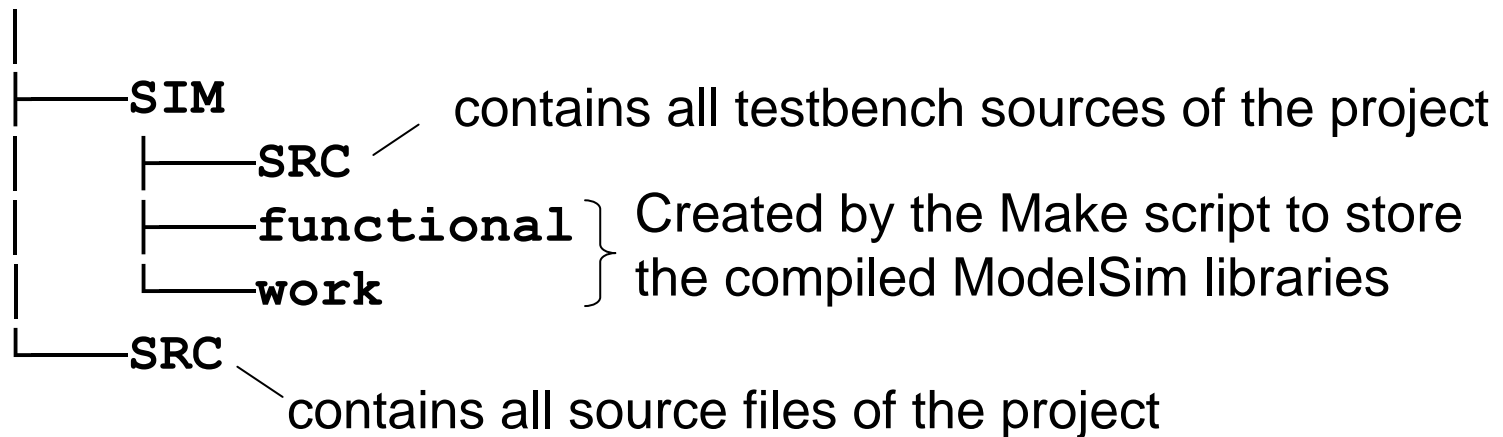 SIM
contains all testbench sources of the project
SRC
functional
Created by the Make script to store
the compiled ModelSim libraries
work
SRC
contains all source files of the project